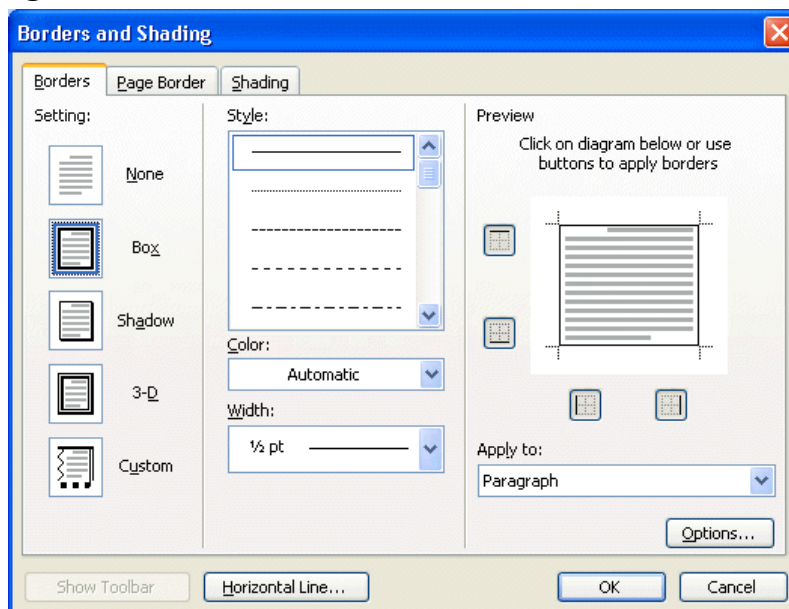 Borders and Shading
Borders
Page Border
Shading
Setting:
None
Box
Shadow
3-D
Custom
Style:
Color:
Automatic
Width:
½ pt
Preview
Click on diagram below or use
buttons to apply borders
Apply to:
Paragraph
Options...
Show Toolbar
Horizontal Line...
OK
Cancel